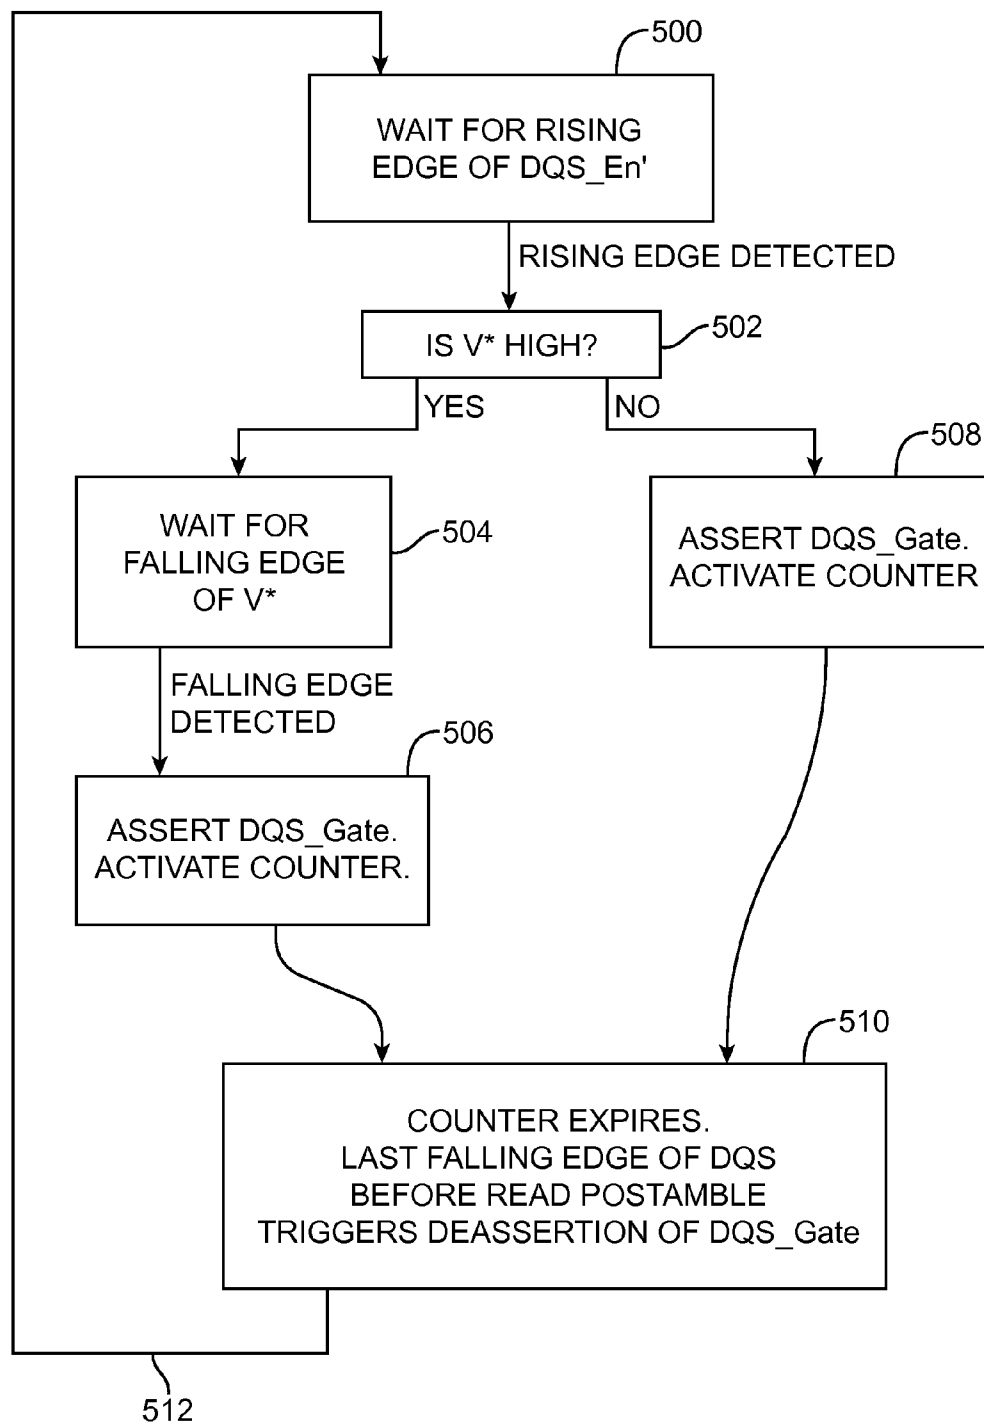 500
WAIT FOR RISING
EDGE OF DQS_En'
RISING EDGE DETECTED
502
IS V* HIGH?
YES
NO
508
WAIT FOR
FALLING EDGE
OF V*
504
ASSERT DQS_Gate.
ACTIVATE COUNTER
FALLING EDGE
DETECTED
506
ASSERT DQS_Gate.
ACTIVATE COUNTER.
510
COUNTER EXPIRES.
LAST FALLING EDGE OF DQS
BEFORE READ POSTAMBLE
TRIGGERS DEASSERTION OF DQS_Gate
512